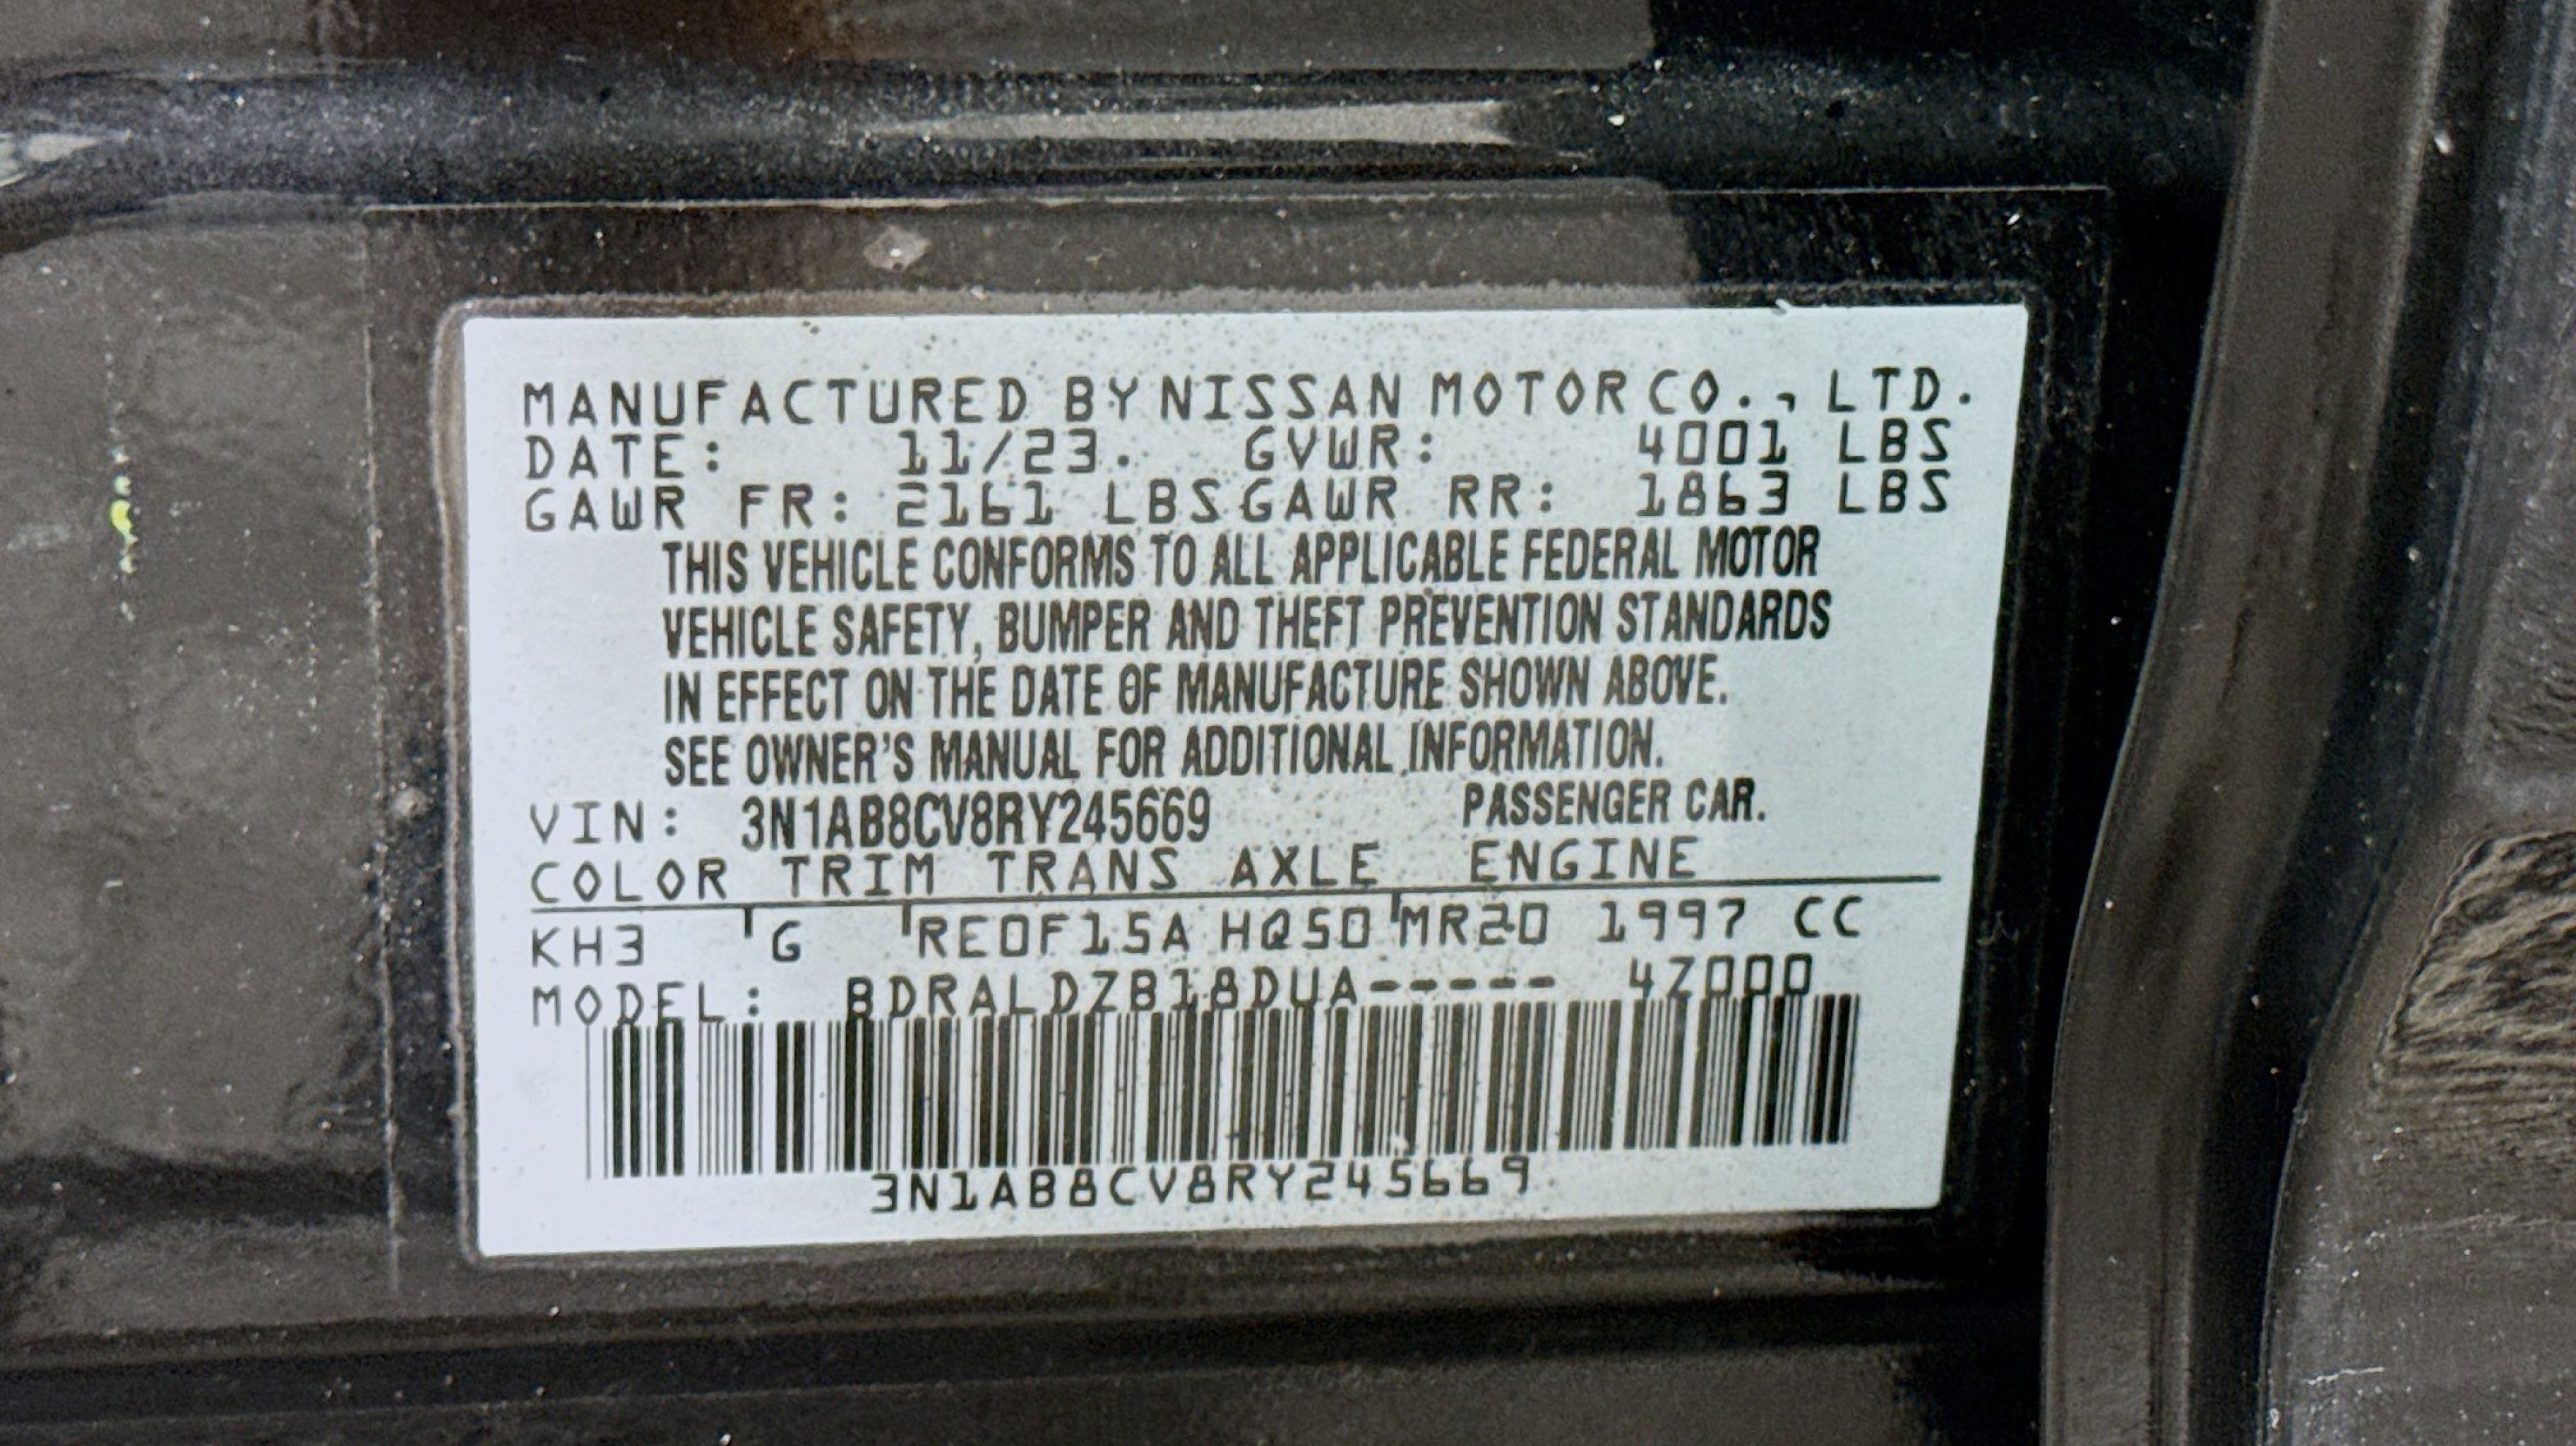 MANUFACTURED BY NISSAN MOTOR CO., LTD.
DATE: 11/23. GVWR: 4001 LBS
GAWR FR: 2161 LBS GAWR RR: 1863 LBS
THIS VEHICLE CONFORMS TO ALL APPLICABLE FEDERAL MOTOR
VEHICLE SAFETY, BUMPER AND THEFT PREVENTION STANDARDS
IN EFFECT ON THE DATE OF MANUFACTURE SHOWN ABOVE.
SEE OWNER'S MANUAL FOR ADDITIONAL INFORMATION.
VIN: 3N1AB8CV8RY245669 PASSENGER CAR.
COLOR TRIM TRANS AXLE ENGINE
KH3 G RE0F15A HQ50 MR20 1997 CC
MODEL: BDRALDZB18DUA----- 4Z000
3N1AB8CV8RY245669